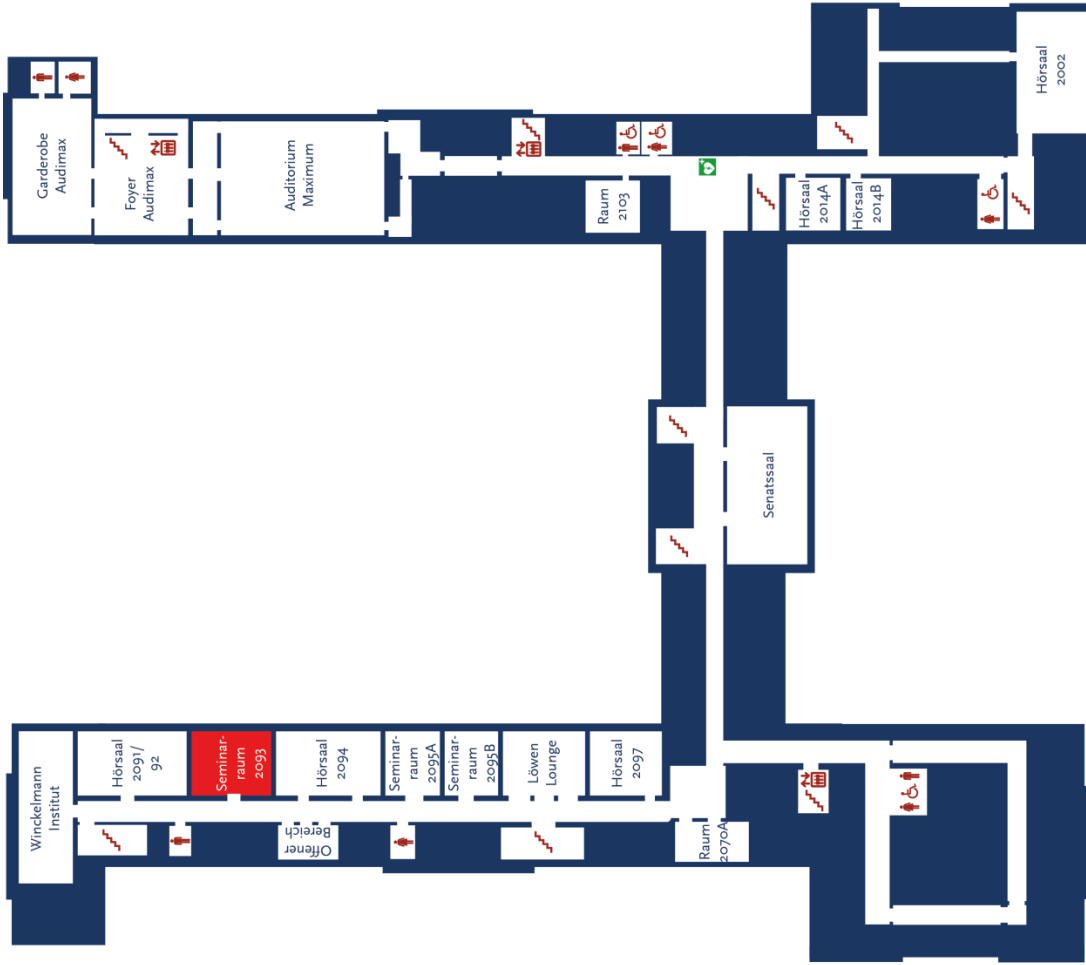 Garderobe
Audimax
Foyer
Audimax
Auditorium
Maximum
Raum
2103
Hörsaal
2014A
Hörsaal
2014B
Hörsaal
2002
Senatssaal
Winckelmann
Institut
Hörsaal
2091/
92
Seminar-
raum
2093
Hörsaal
2094
Seminar-
raum
2095A
Seminar-
raum
2095B
Löwen
Lounge
Hörsaal
2097
Offener
Bereich
Raum
2070A